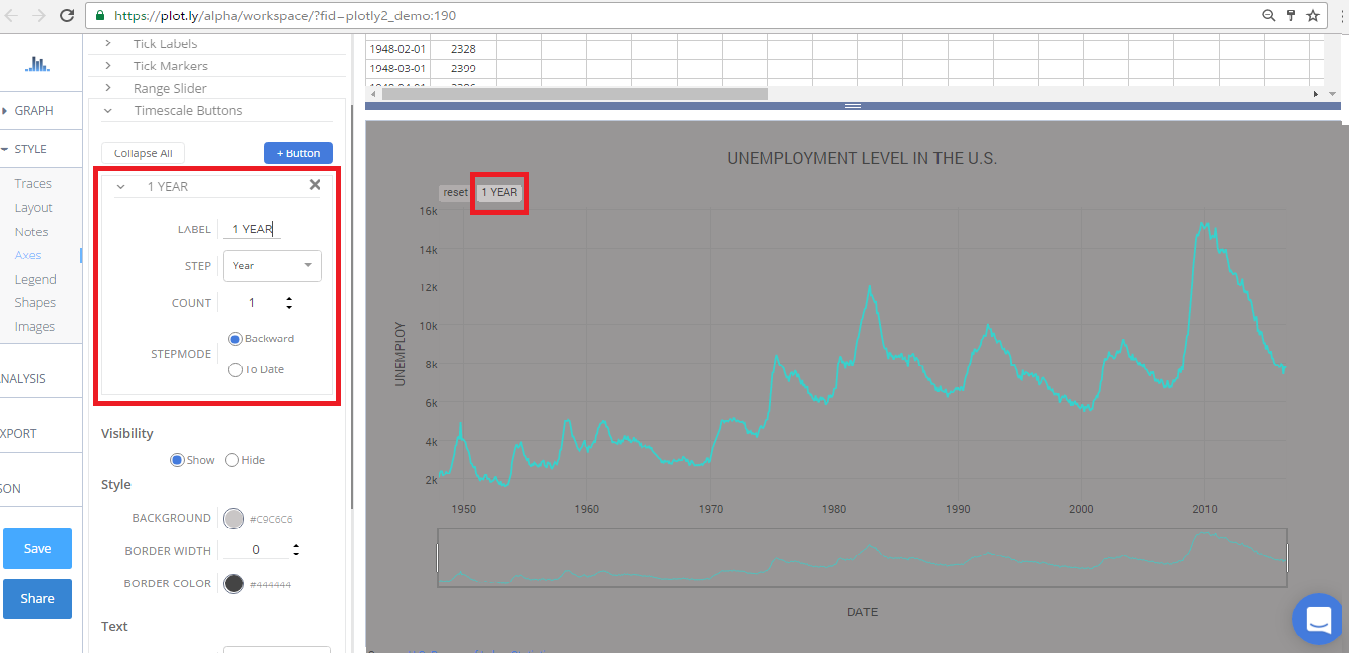 https://plot.ly/alpha/workspace/?fid=plotly2_demo:190
GRAPH
STYLE
Traces
Layout
Notes
Axes
Legend
Shapes
Images
NALYSIS
XPORT
SON
Save
Share
Tick Labels
Tick Markers
Range Slider
Timescale Buttons
Collapse All
+ Button
1 YEAR
LABEL 1 YEAR
STEP Year
COUNT 1
STEPMODE
Backward
To Date
Visibility
Show Hide
Style
BACKGROUND #C9C6C6
BORDER WIDTH 0
BORDER COLOR #444444
Text
1948-02-01 2328
1948-03-01 2399
UNEMPLOYMENT LEVEL IN THE U.S.
reset 1 YEAR
16k
14k
12k
10k
8k
6k
4k
2k
UNEMPLOY
1950 1960 1970 1980 1990 2000 2010
DATE